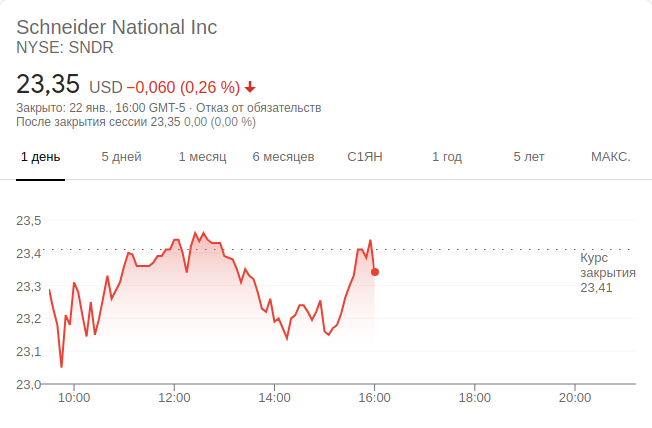 Schneider National Inc
NYSE: SNDR
23,35 USD −0,060 (0,26 %)
Закрыто: 22 янв., 16:00 GMT-5 · Отказ от обязательств
После закрытия сессии 23,35 0,00 (0,00 %)
1 день 5 дней 1 месяц 6 месяцев С1ЯН 1 год 5 лет МАКС.
23,5
23,4
Курс
закрытия
23,41
23,3
23,2
23,1
23,0
10:00 12:00 14:00 16:00 18:00 20:00